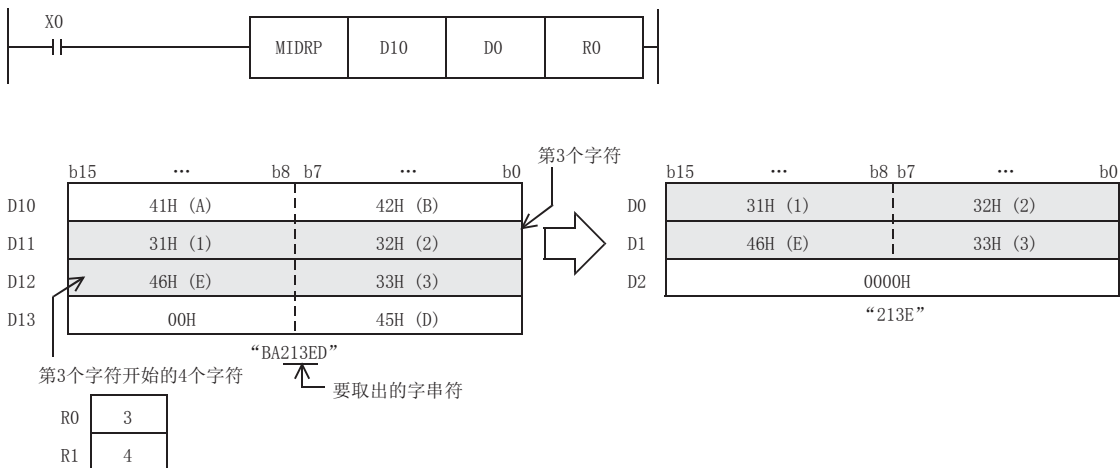 X0
MIDRP D10 D0 R0
第3个字符
b15 … b8 b7 … b0
D10 41H (A) 42H (B)
D11 31H (1) 32H (2)
D12 46H (E) 33H (3)
D13 00H 45H (D)
“BA213ED”
第3个字符开始的4个字符
要取出的字串符
R0 3
R1 4
b15 … b8 b7 … b0
D0 31H (1) 32H (2)
D1 46H (E) 33H (3)
D2 0000H
“213E”